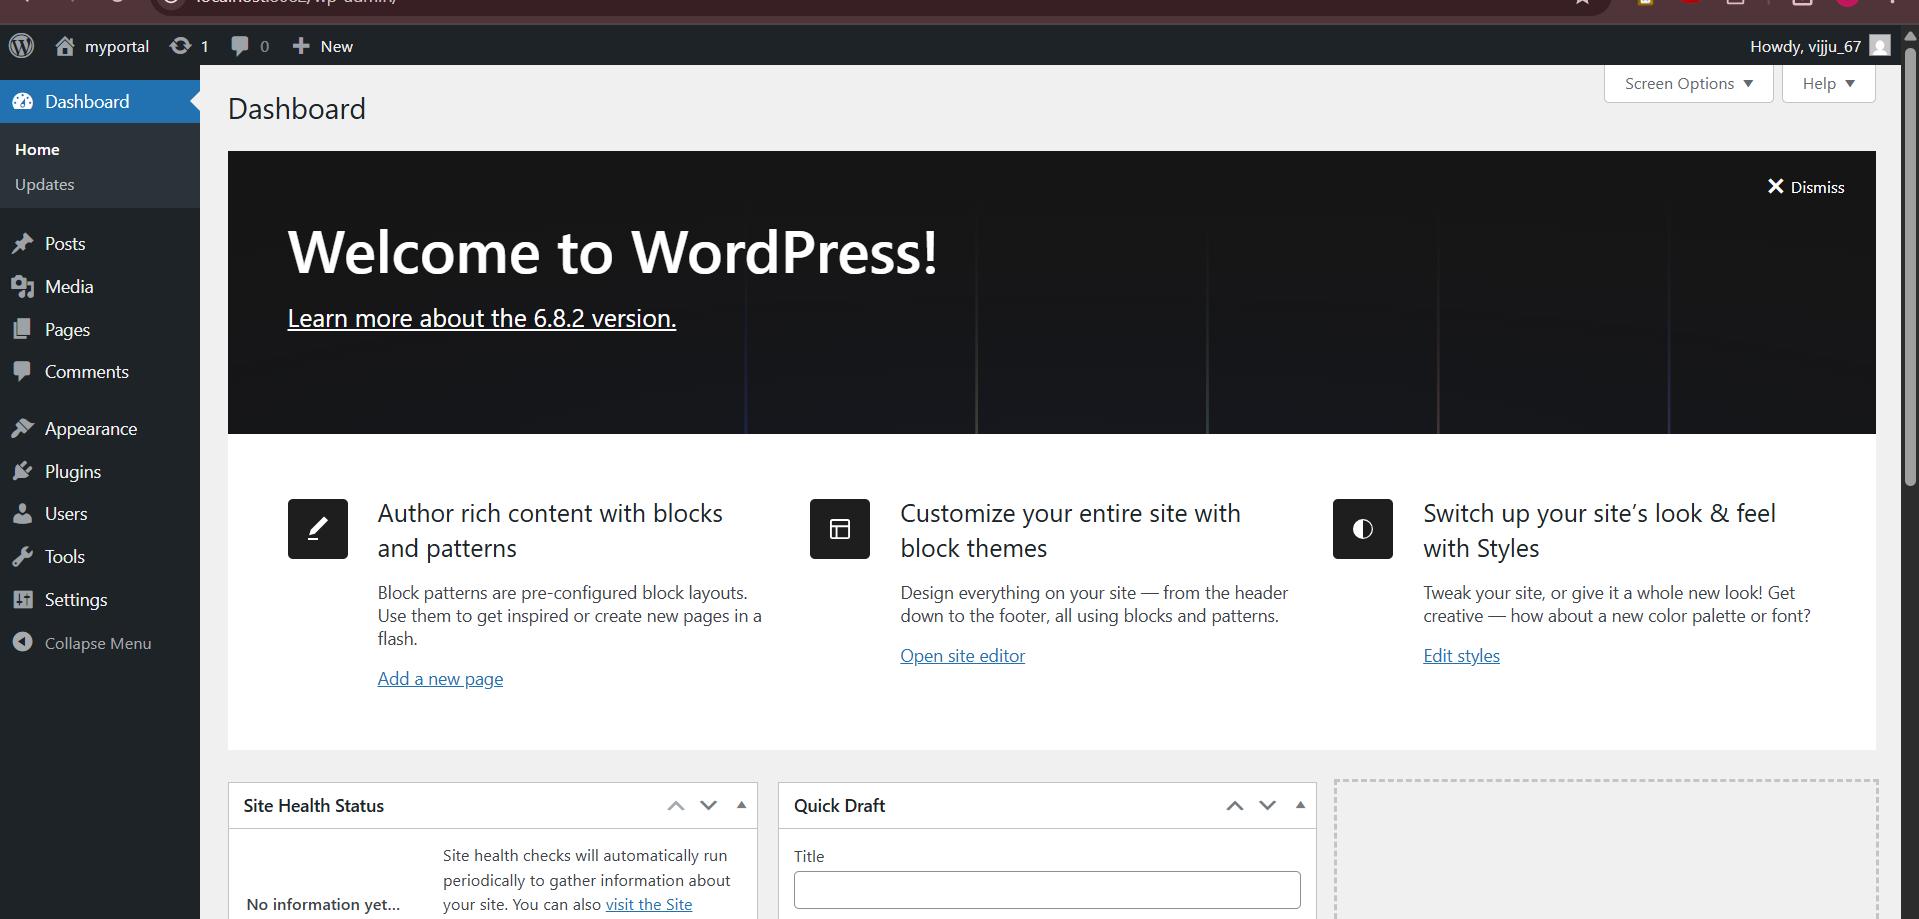 myportal
1
0
New
Howdy, vijju_67
Dashboard
Home
Updates
Posts
Media
Pages
Comments
Appearance
Plugins
Users
Tools
Settings
Collapse Menu
Screen Options
Help
Dashboard
Dismiss
Welcome to WordPress!
Learn more about the 6.8.2 version.
Author rich content with blocks
and patterns
Block patterns are pre-configured block layouts.
Use them to get inspired or create new pages in a
flash.
Add a new page
Customize your entire site with
block themes
Design everything on your site — from the header
down to the footer, all using blocks and patterns.
Open site editor
Switch up your site’s look & feel
with Styles
Tweak your site, or give it a whole new look! Get
creative — how about a new color palette or font?
Edit styles
Site Health Status
No information yet...
Site health checks will automatically run
periodically to gather information about
your site. You can also visit the Site
Quick Draft
Title